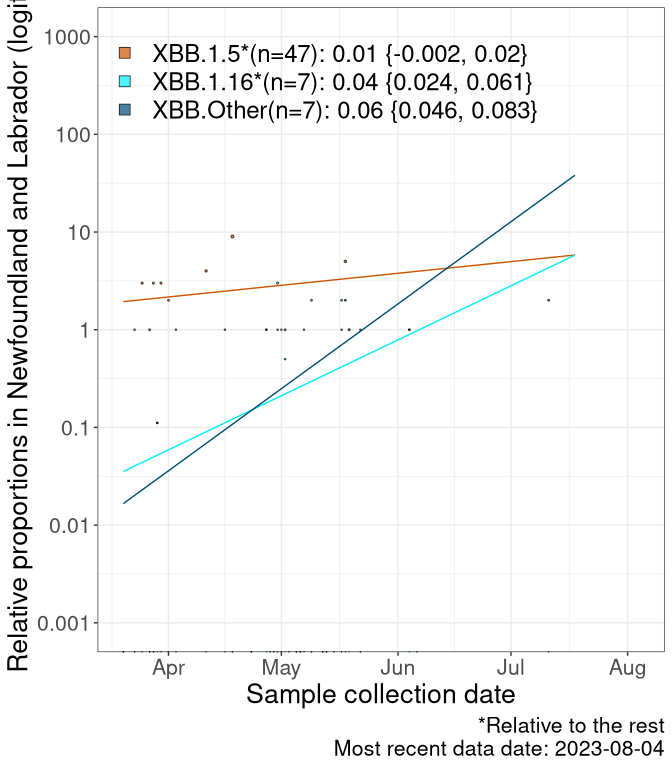 Relative proportions in Newfoundland and Labrador
1000
100
10
1
0.1
0.01
0.001
XBB.1.5*(n=47): 0.01 {-0.002, 0.02}
XBB.1.16*(n=7): 0.04 {0.024, 0.061}
XBB.Other(n=7): 0.06 {0.046, 0.083}
Apr May Jun Jul Aug
Sample collection date
*Relative to the rest
Most recent data date: 2023-08-04